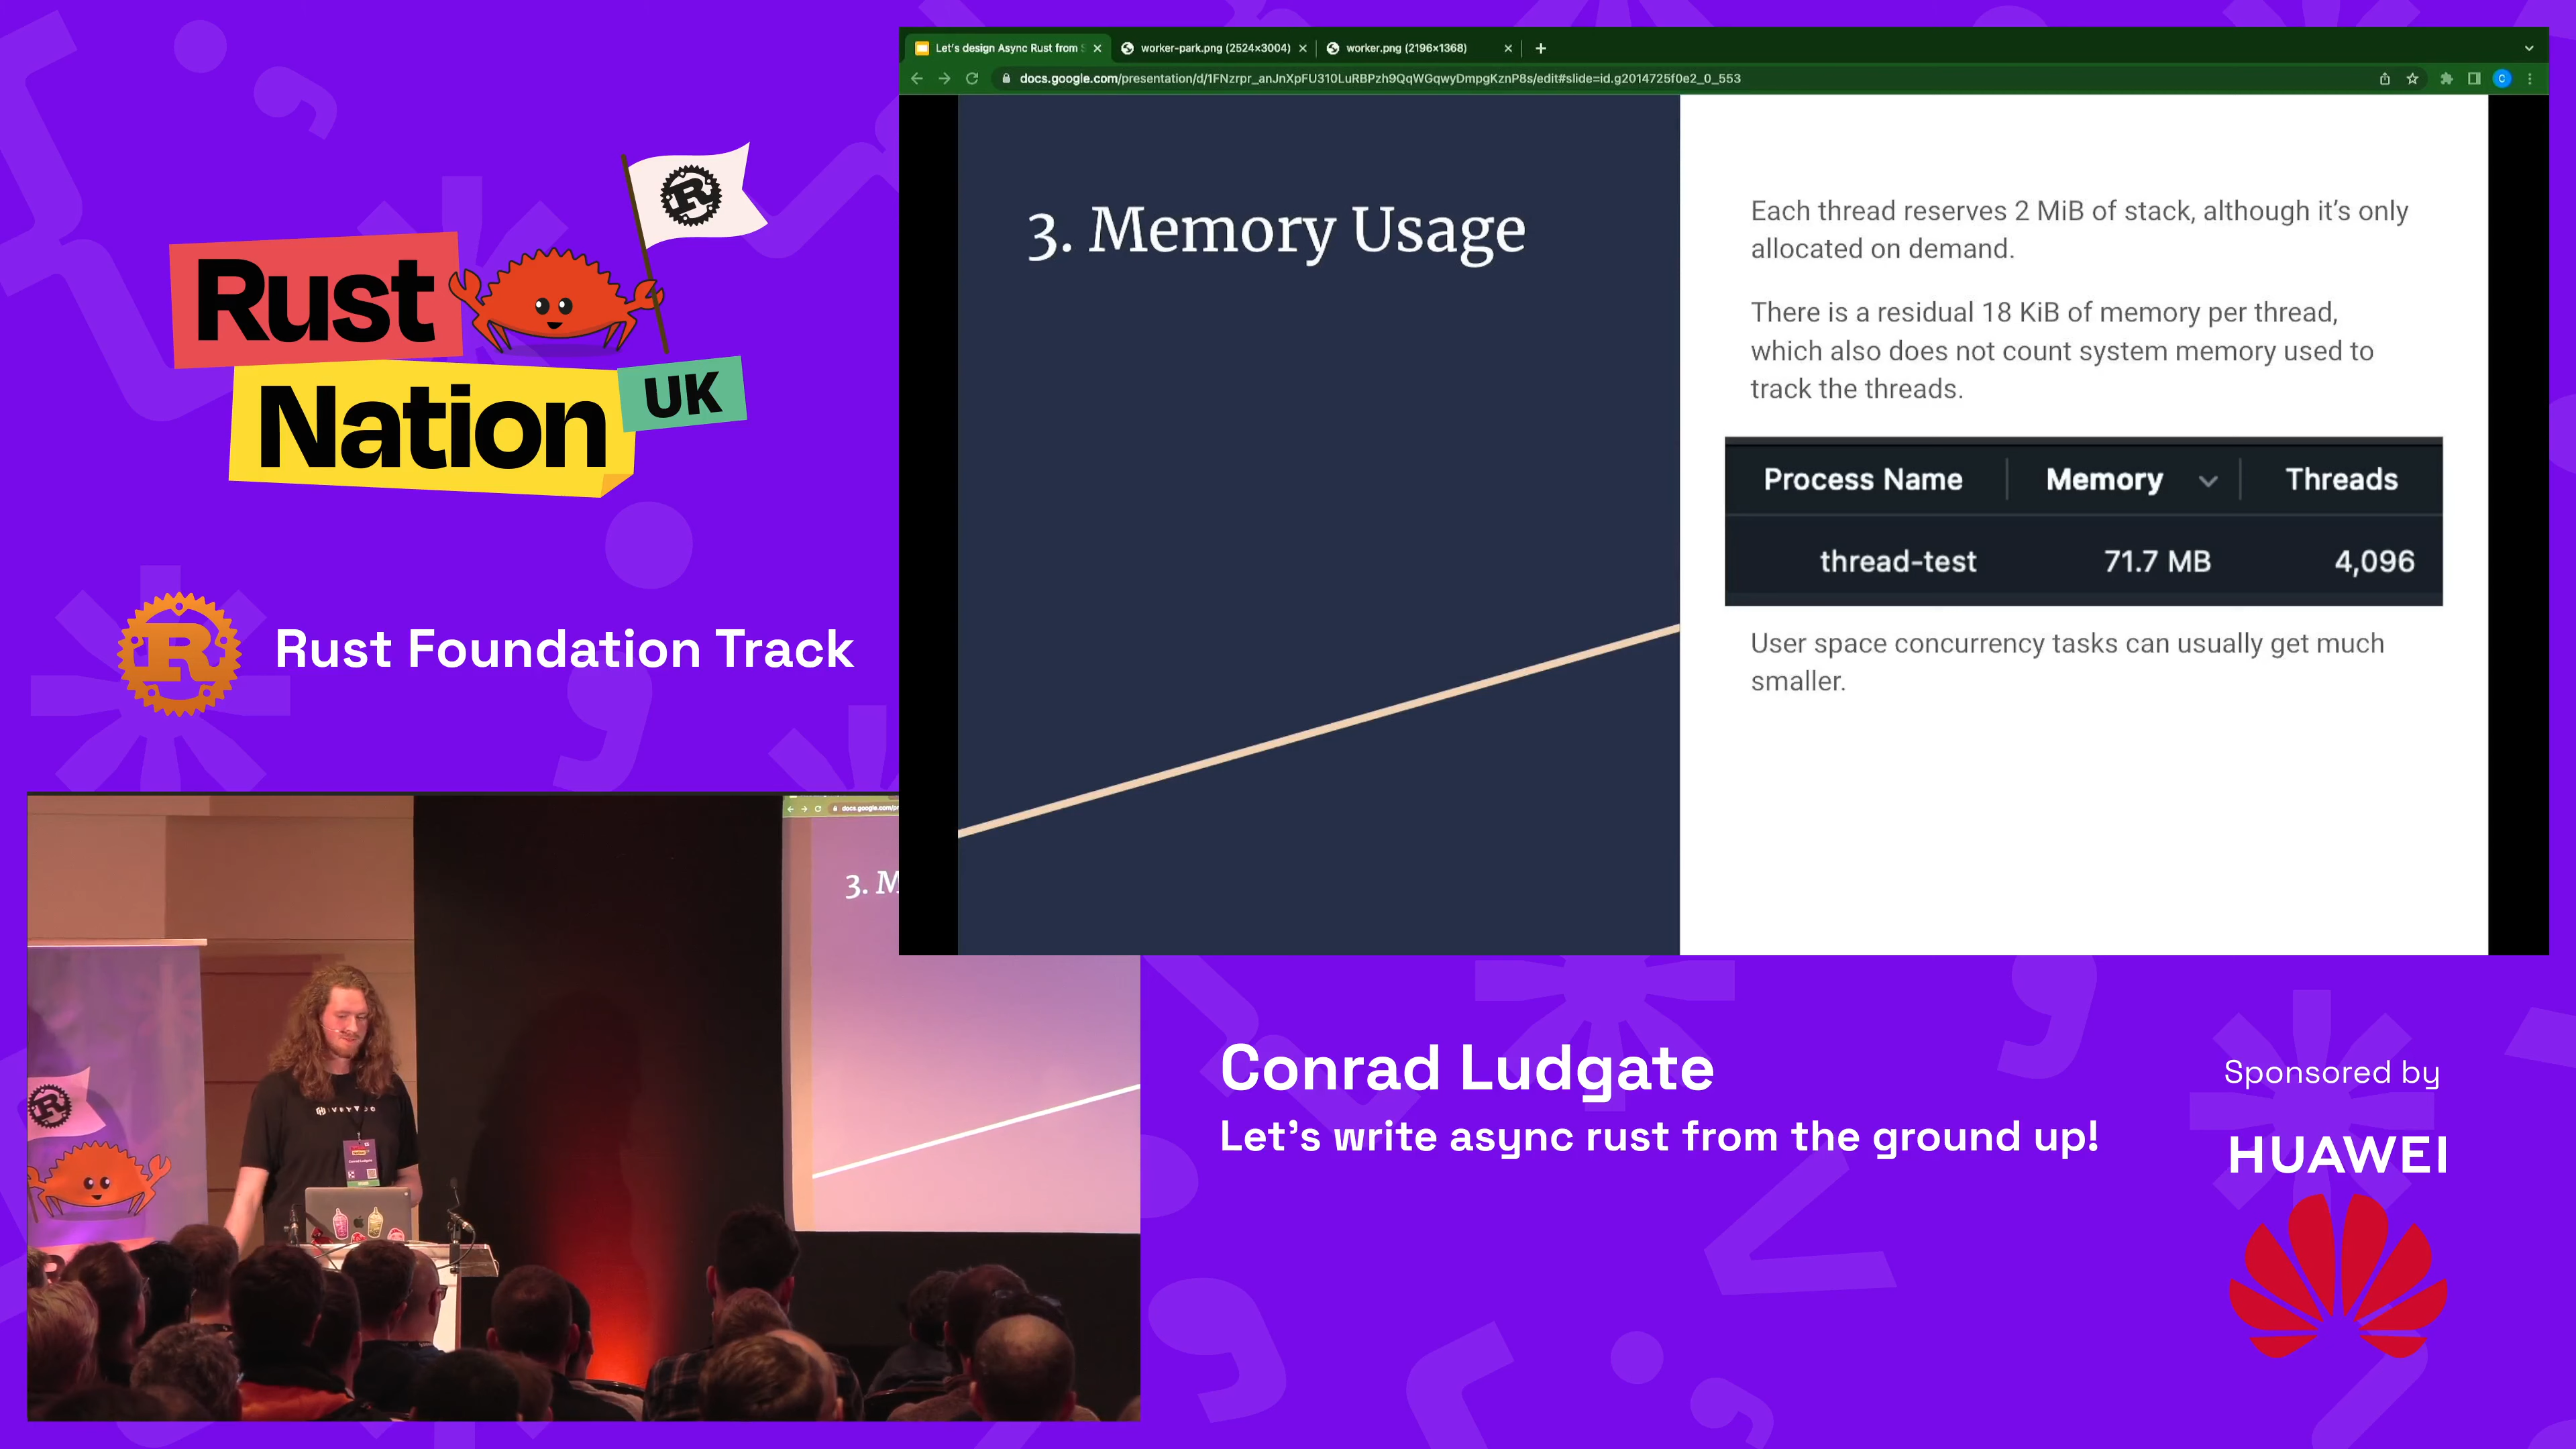 Rust
Nation
UK
Rust Foundation Track
Let's design Async Rust from
worker-park.png (2524×3004)
worker.png (2196×1368)
docs.google.com/presentation/d/1FNzrpr_anJnXpFU310LuRBPzh9QqWGqwyDmpgKznP8s/edit#slide=id.g2014725f0e2_0_553
C
3. Memory Usage
Each thread reserves 2 MiB of stack, although it’s only
allocated on demand.
There is a residual 18 KiB of memory per thread,
which also does not count system memory used to
track the threads.
Process Name Memory Threads
thread-test 71.7 MB 4,096
User space concurrency tasks can usually get much
smaller.
3. M
Conrad Ludgate
Let's write async rust from the ground up!
Sponsored by
HUAWEI